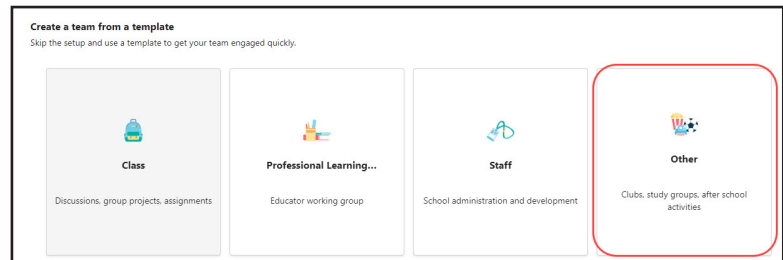 Create a team from a template
Skip the setup and use a template to get your team engaged quickly.
Class
Discussions, group projects, assignments
Professional Learning...
Educator working group
Staff
School administration and development
Other
Clubs, study groups, after school
activities